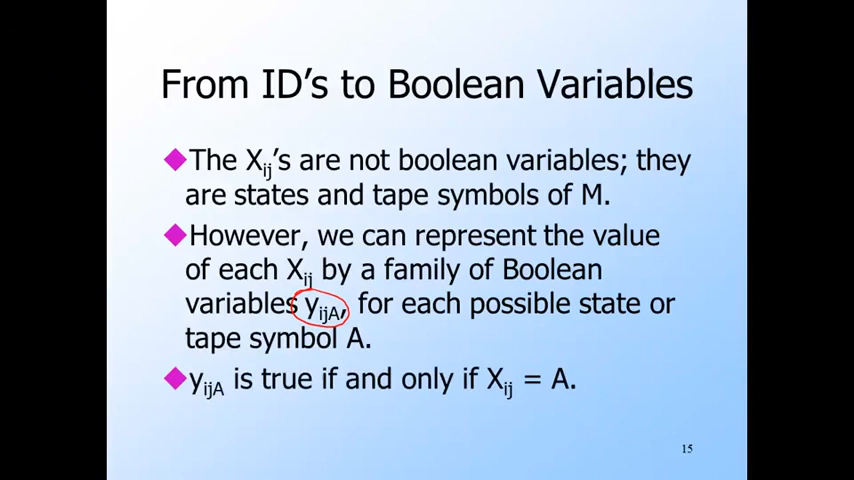 From ID's to Boolean Variables
The Xij's are not boolean variables; they
are states and tape symbols of M.
However, we can represent the value
of each Xij by a family of Boolean
variables yijA, for each possible state or
tape symbol A.
yijA is true if and only if Xij = A.
15